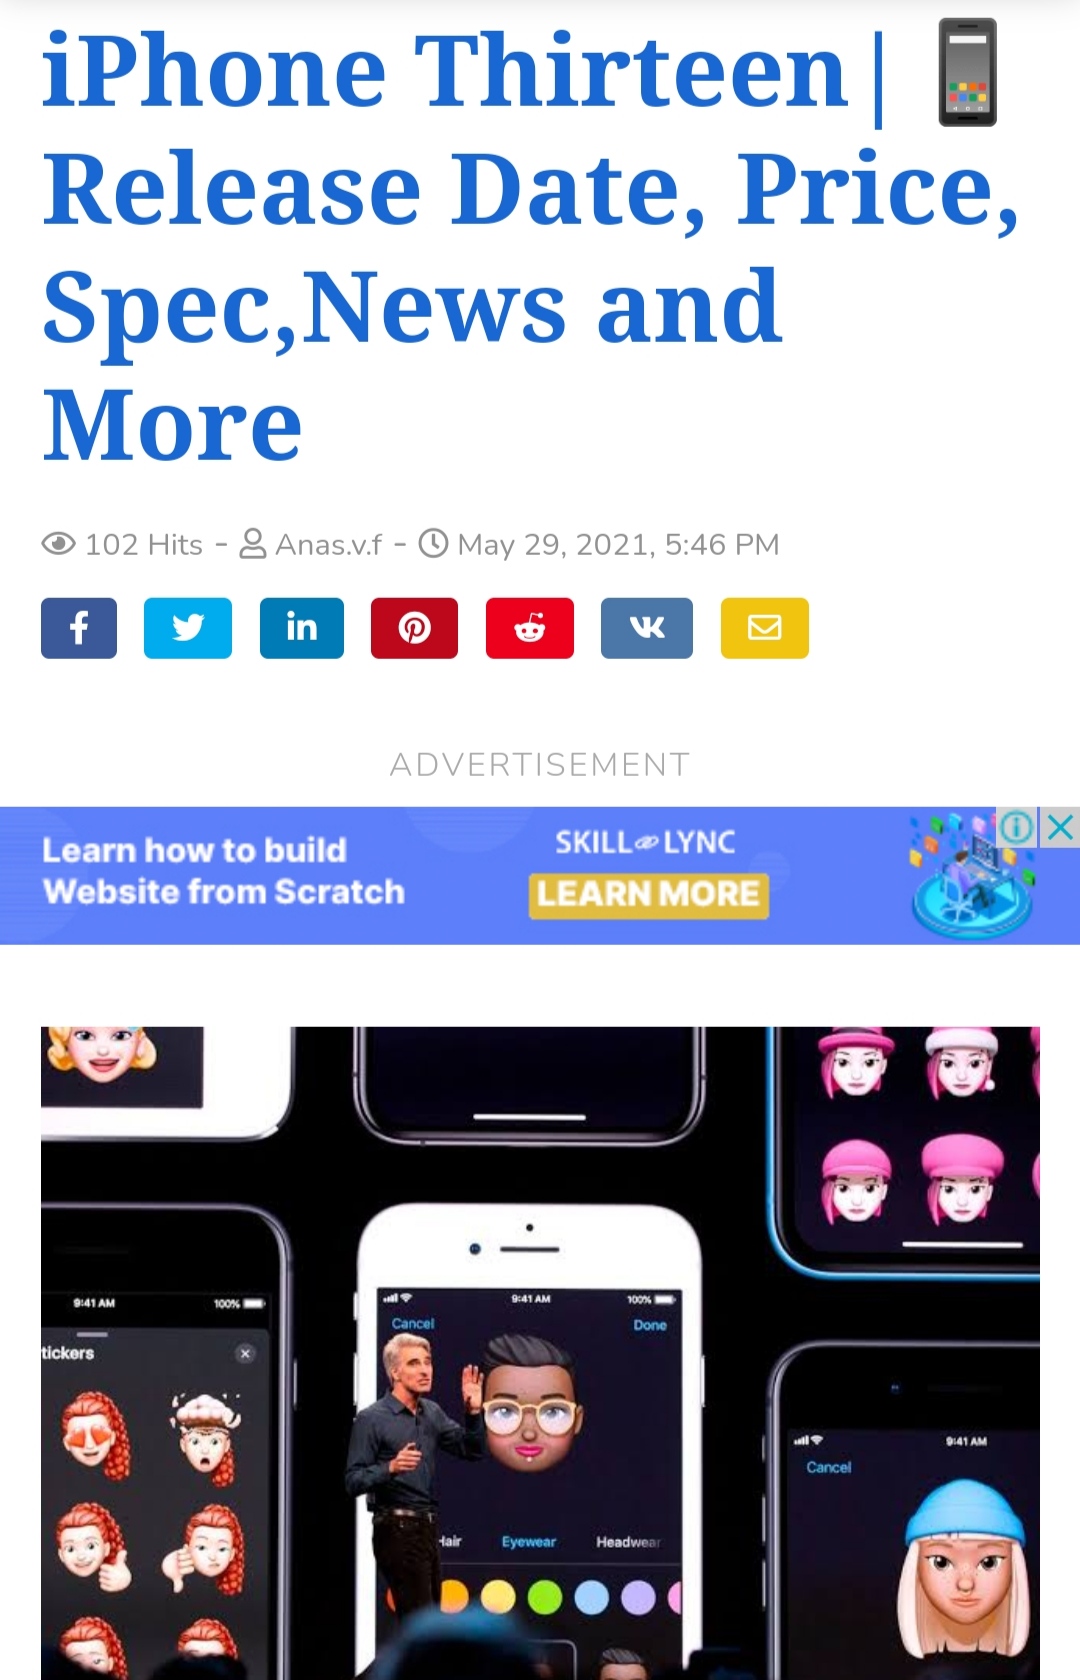 iPhone Thirteen|
Release Date, Price,
Spec,News and
More
102 Hits - Anas.v.f - May 29, 2021, 5:46 PM
f in VK
ADVERTISEMENT
Learn how to build
Website from Scratch
SKILL LYNC
LEARN MORE
9:41 AM 100%
tickers
9:41 AM 100%
Cancel Done
Hair Eyewear Headwear
9:41 AM
Cancel